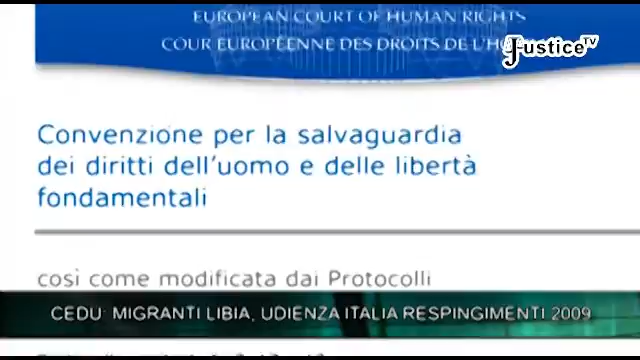 EUROPEAN COURT OF HUMAN RIGHTS
COUR EUROPÉENNE DES DROITS DE L'H
Justice TV
Convenzione per la salvaguardia
dei diritti dell'uomo e delle libertà
fondamentali
così come modificata dai Protocolli
CEDU: MIGRANTI LIBIA, UDIENZA ITALIA RESPINGIMENTI 2009